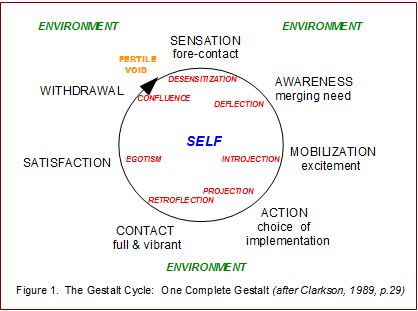 ENVIRONMENT
ENVIRONMENT
SENSATION
fore-contact
FERTILE
VOID
DESENSITIZATION
WITHDRAWAL
CONFLUENCE
DEFLECTION
AWARENESS
merging need
SELF
MOBILIZATION
excitement
SATISFACTION
EGOTISM
INTROJECTION
PROJECTION
RETROFLECTION
CONTACT
full & vibrant
ACTION
choice of
implementation
ENVIRONMENT
Figure 1. The Gestalt Cycle: One Complete Gestalt (after Clarkson, 1989, p.29)